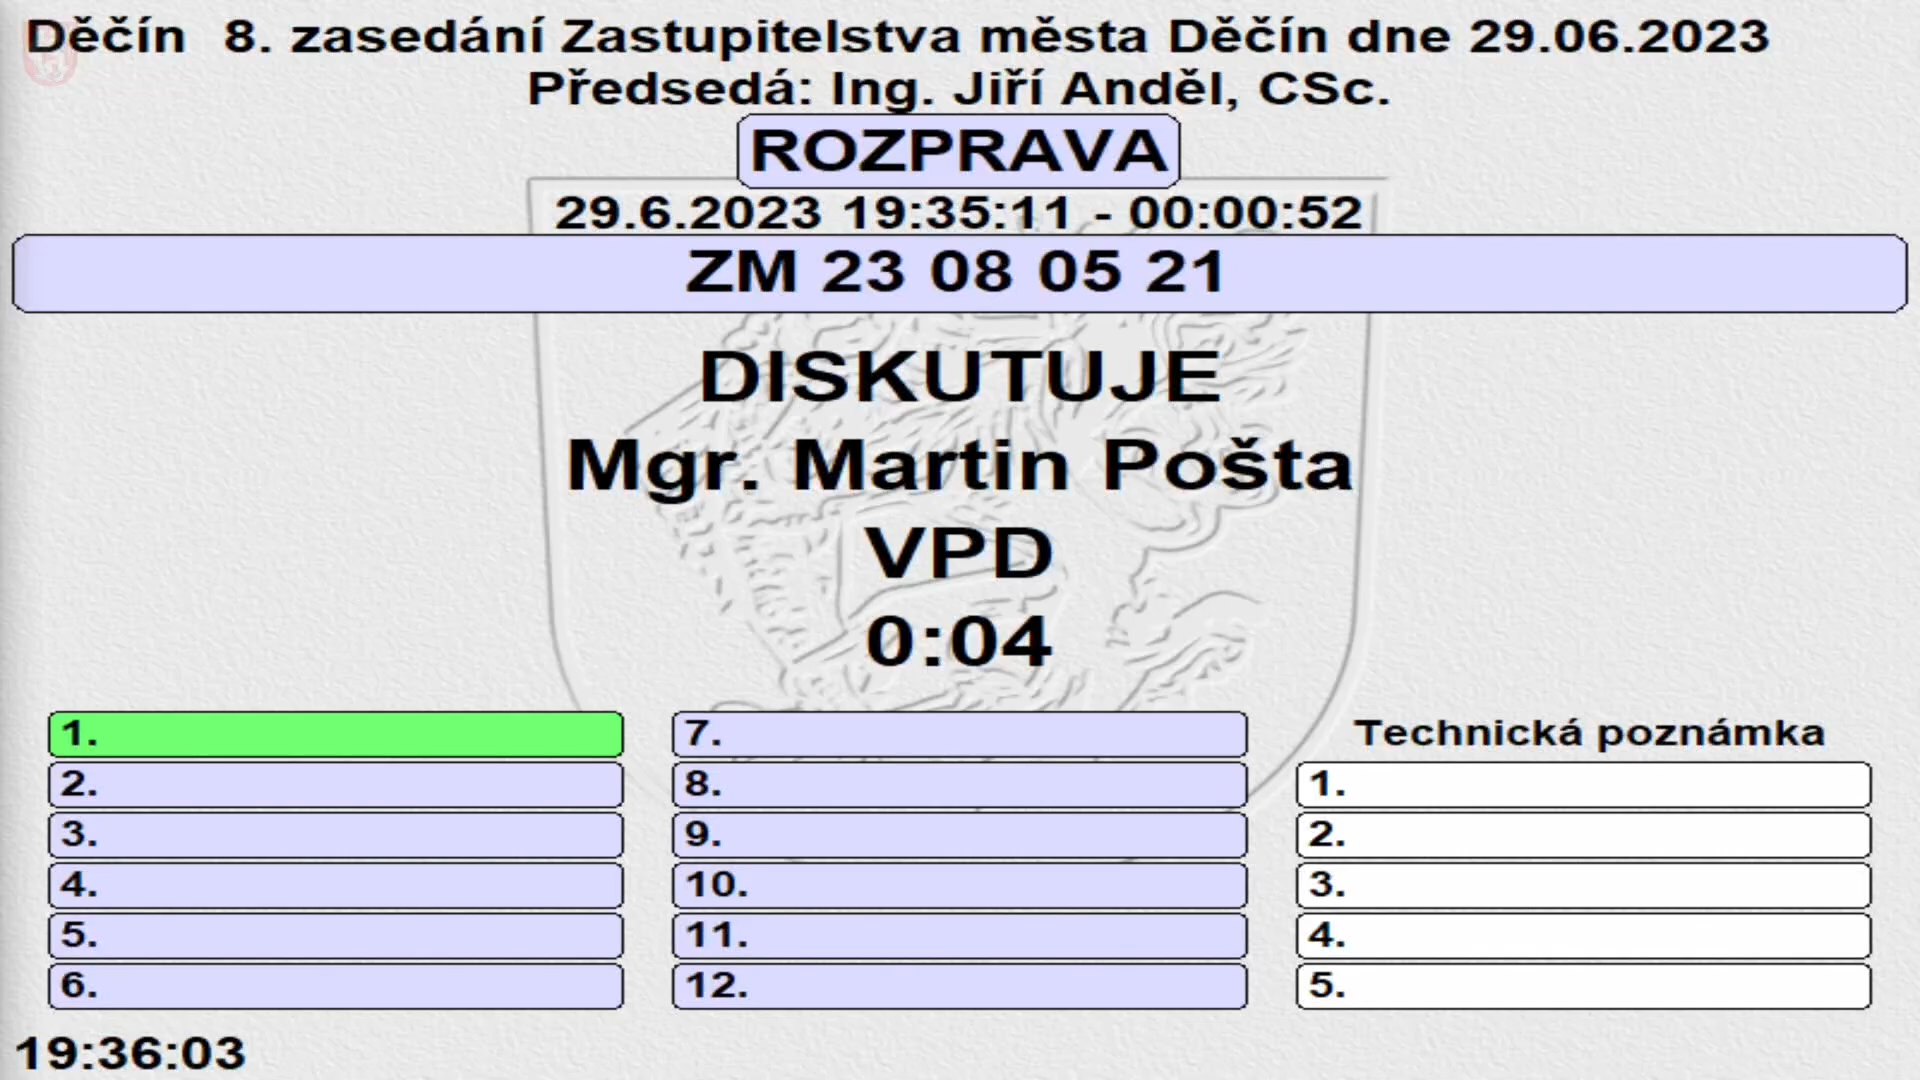 Děčín 8. zasedání Zastupitelstva města Děčín dne 29.06.2023
Předsedá: Ing. Jiří Anděl, CSc.
ROZPRAVA
29.6.2023 19:35:11 - 00:00:52
ZM 23 08 05 21
DISKUTUJE
Mgr. Martin Pošta
VPD
0:04
1.
2.
3.
4.
5.
6.
7.
8.
9.
10.
11.
12.
Technická poznámka
1.
2.
3.
4.
5.
19:36:03